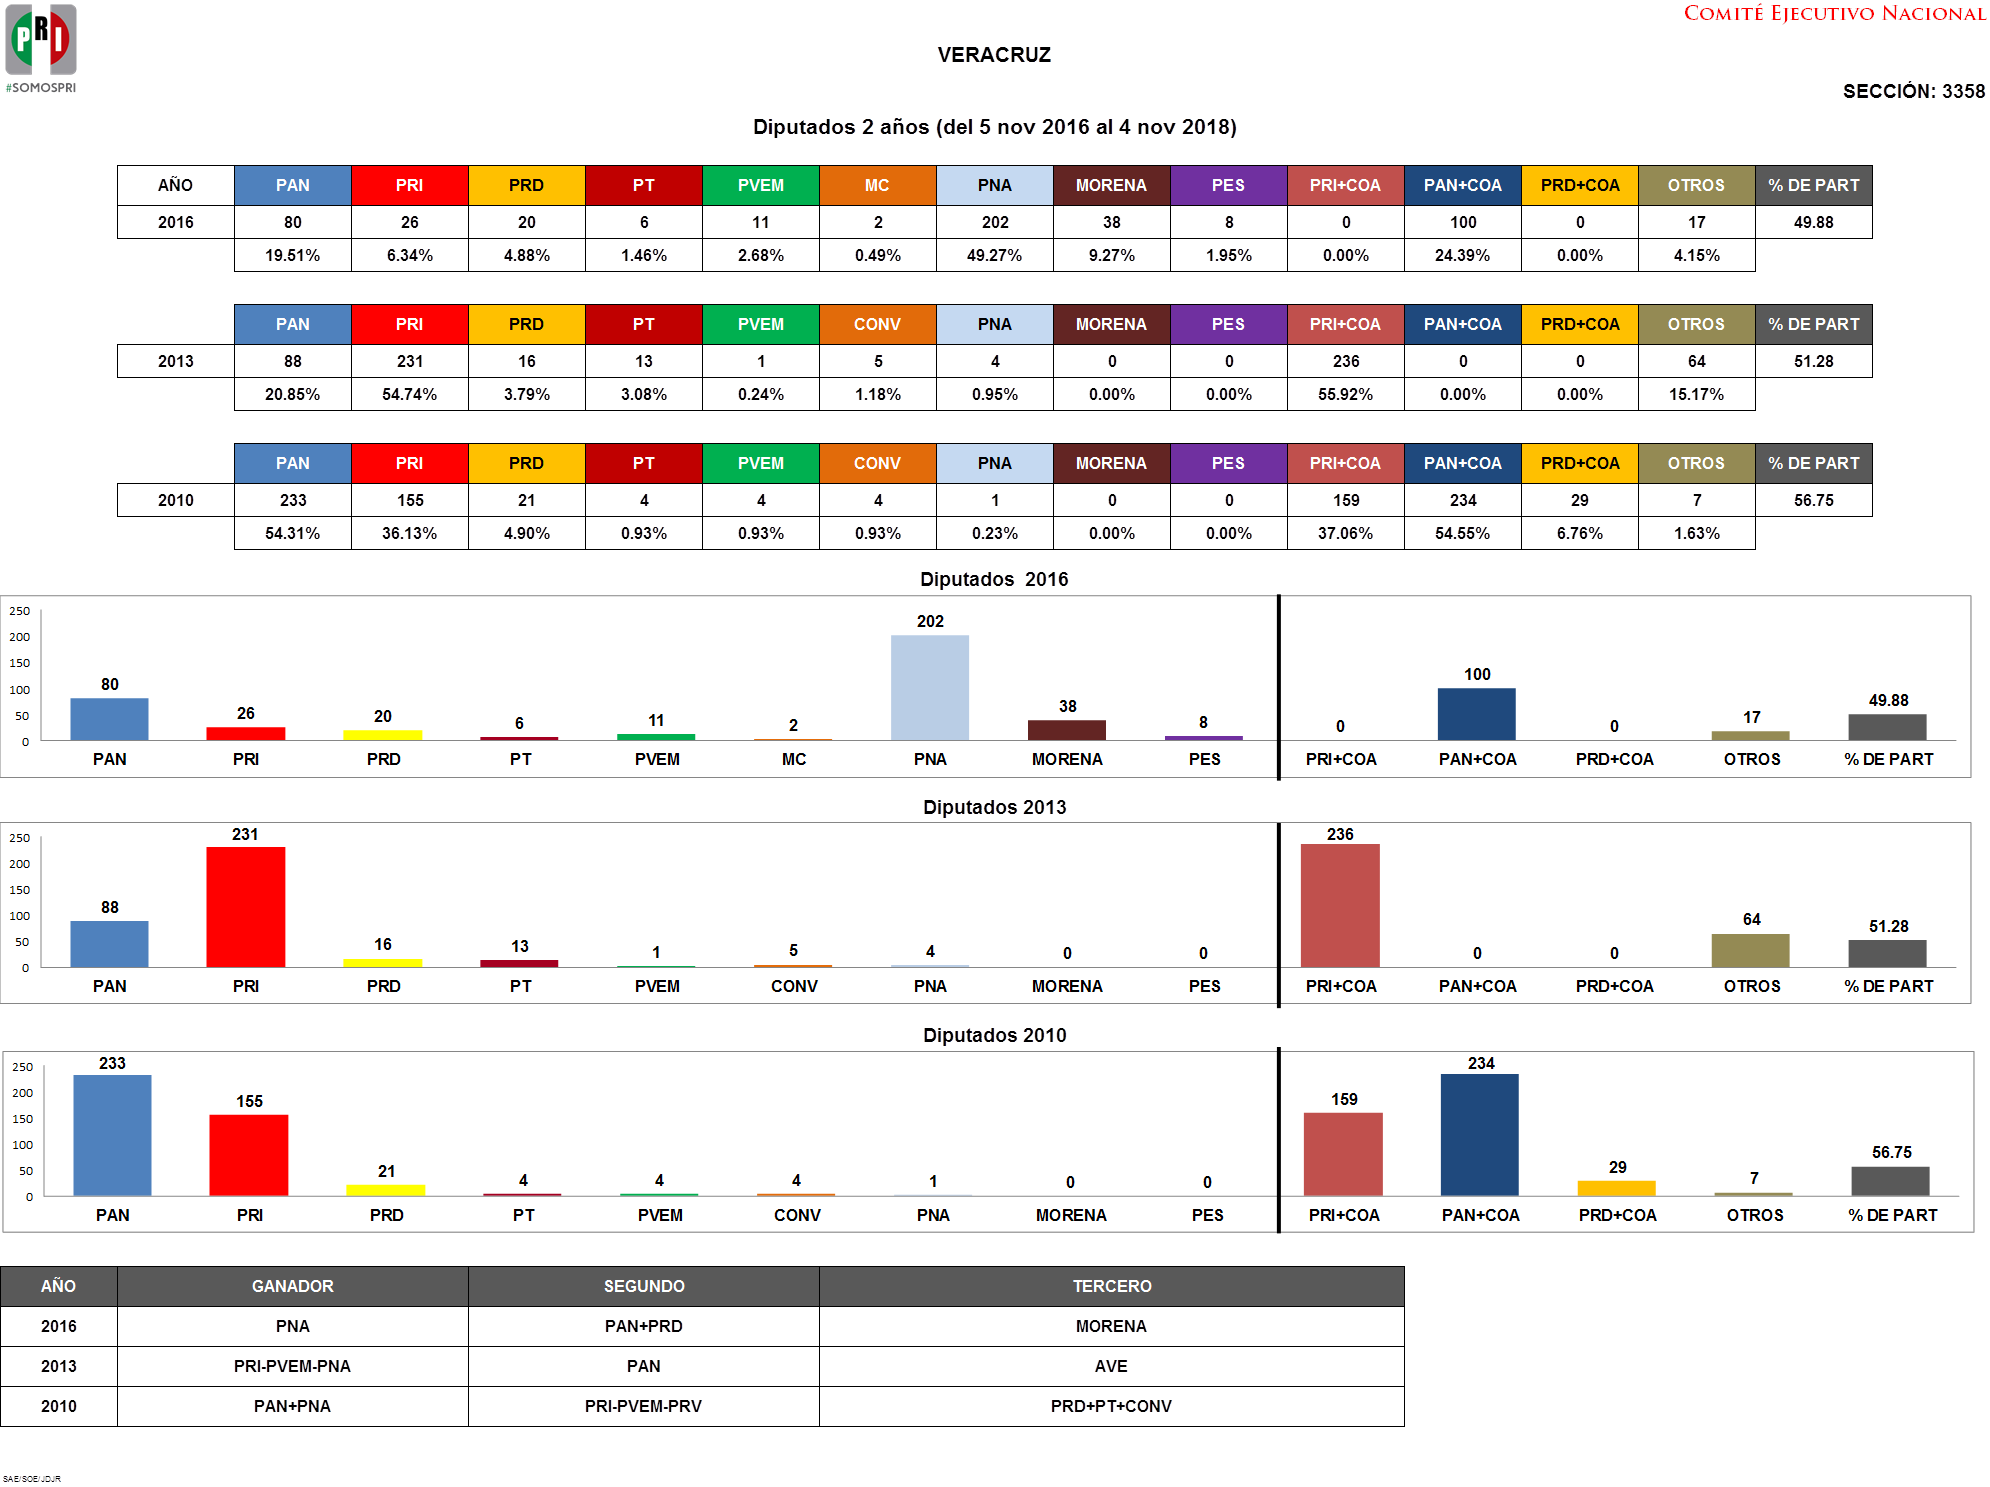 PRI
#SOMOSPRI
COMITÉ EJECUTIVO NACIONAL
VERACRUZ
SECCIÓN: 3358
Diputados 2 años (del 5 nov 2016 al 4 nov 2018)
AÑO PAN PRI PRD PT PVEM MC PNA MORENA PES PRI+COA PAN+COA PRD+COA OTROS % DE PART
2016 80 26 20 6 11 2 202 38 8 0 100 0 17 49.88
19.51% 6.34% 4.88% 1.46% 2.68% 0.49% 49.27% 9.27% 1.95% 0.00% 24.39% 0.00% 4.15%
PAN PRI PRD PT PVEM CONV PNA MORENA PES PRI+COA PAN+COA PRD+COA OTROS % DE PART
2013 88 231 16 13 1 5 4 0 0 236 0 0 64 51.28
20.85% 54.74% 3.79% 3.08% 0.24% 1.18% 0.95% 0.00% 0.00% 55.92% 0.00% 0.00% 15.17%
PAN PRI PRD PT PVEM CONV PNA MORENA PES PRI+COA PAN+COA PRD+COA OTROS % DE PART
2010 233 155 21 4 4 4 1 0 0 159 234 29 7 56.75
54.31% 36.13% 4.90% 0.93% 0.93% 0.93% 0.23% 0.00% 0.00% 37.06% 54.55% 6.76% 1.63%
Diputados 2016
250
200
150
100
50
0
80 26 20 6 11 2 202 38 8 0 100 0 17 49.88
PAN PRI PRD PT PVEM MC PNA MORENA PES PRI+COA PAN+COA PRD+COA OTROS % DE PART
Diputados 2013
250
200
150
100
50
0
88 231 16 13 1 5 4 0 0 236 0 0 64 51.28
PAN PRI PRD PT PVEM CONV PNA MORENA PES PRI+COA PAN+COA PRD+COA OTROS % DE PART
Diputados 2010
250
200
150
100
50
0
233 155 21 4 4 4 1 0 0 159 234 29 7 56.75
PAN PRI PRD PT PVEM CONV PNA MORENA PES PRI+COA PAN+COA PRD+COA OTROS % DE PART
AÑO GANADOR SEGUNDO TERCERO
2016 PNA PAN+PRD MORENA
2013 PRI-PVEM-PNA PAN AVE
2010 PAN+PNA PRI-PVEM-PRV PRD+PT+CONV
SAE/SOE/JDJR